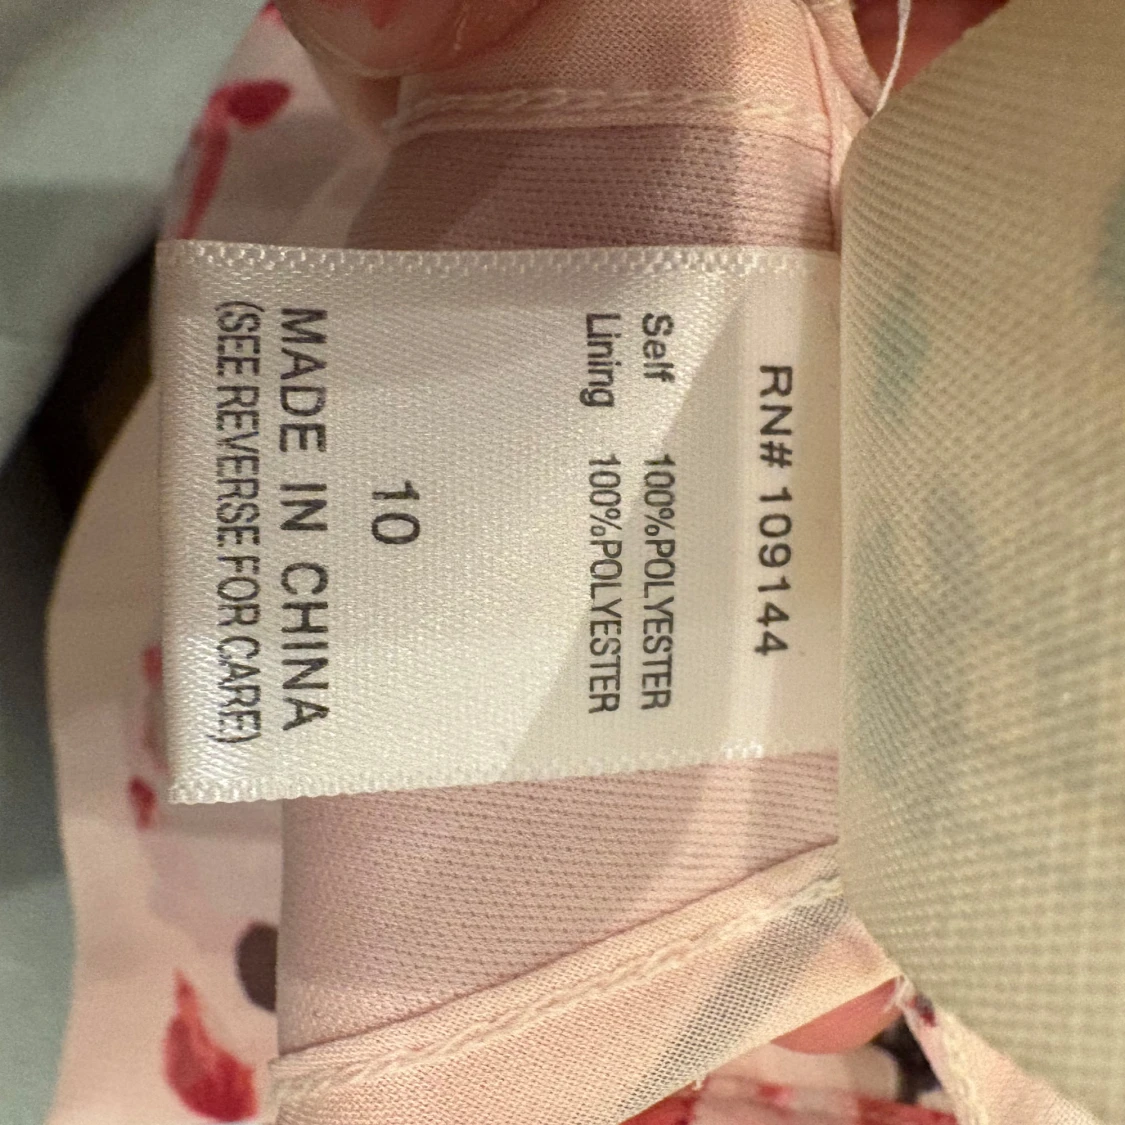 RN# 109144
Self 100%POLYESTER
Lining 100%POLYESTER
10
MADE IN CHINA
(SEE REVERSE FOR CARE)